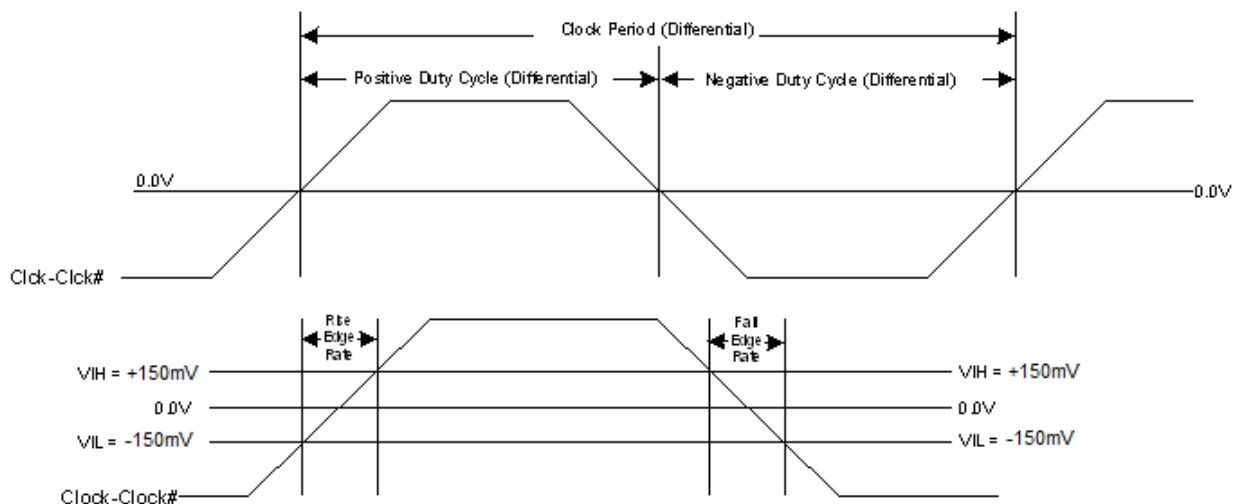 Clock Period (Differential)
Positive Duty Cycle (Differential)
Negative Duty Cycle (Differential)
0.0V
0.0V
Clck-Clck#
Rise
Edge
Rate
Fall
Edge
Rate
VIH = +150mV
VIH = +150mV
0.0V
0.0V
VIL = -150mV
VIL = -150mV
Clock-Clock#